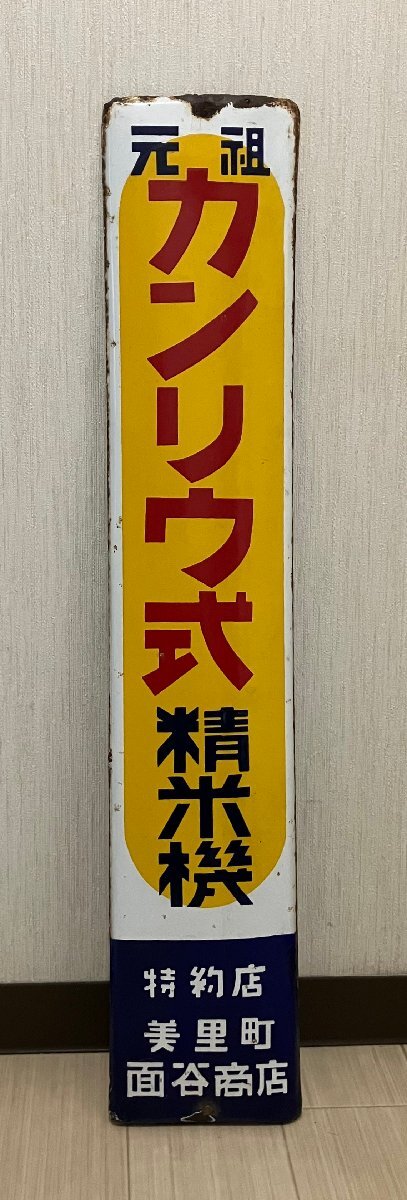 元祖
カンリウ式
精米機
特約店
美里町
面谷商店